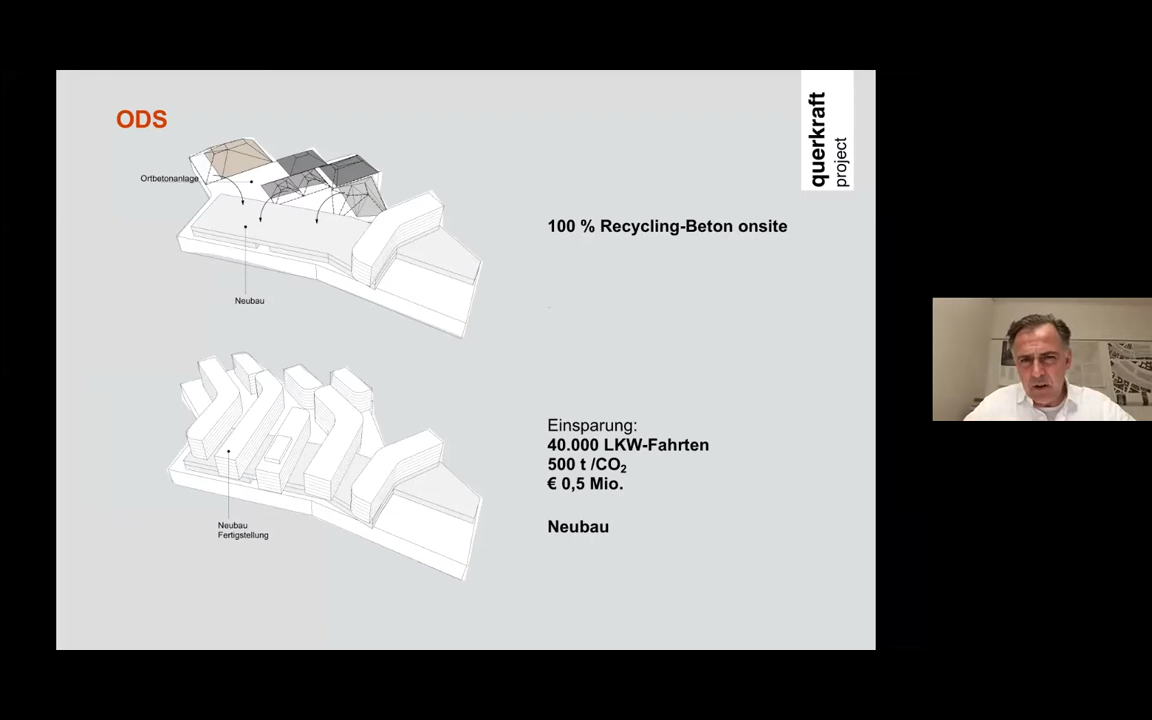 ODS
querkraft
project
Ortbetonanlage
100 % Recycling-Beton onsite
Neubau
Einsparung:
40.000 LKW-Fahrten
500 t /CO₂
€ 0,5 Mio.
Neubau
Neubau
Fertigstellung